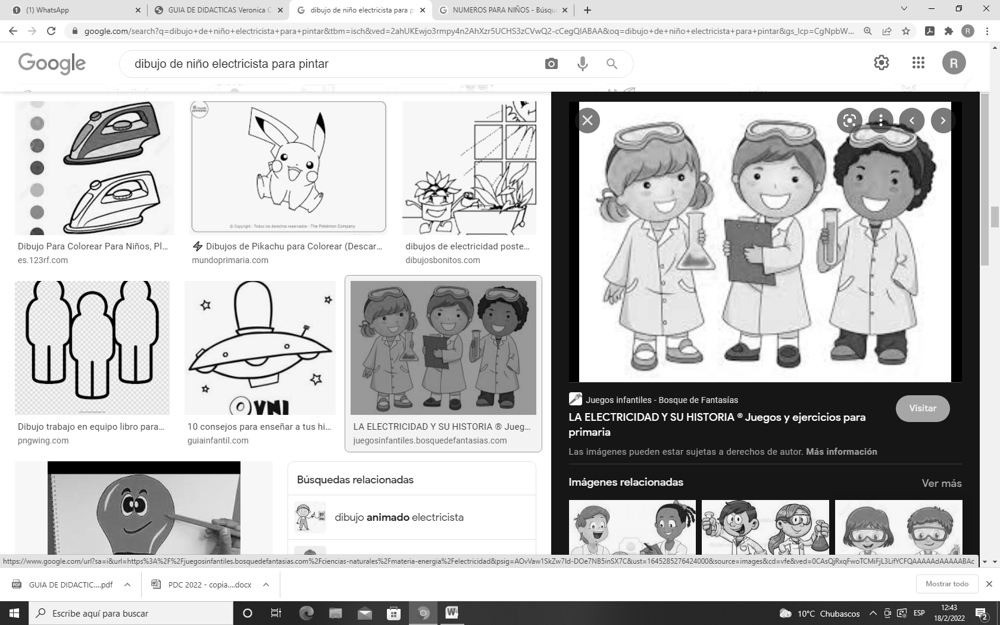 (1) WhatsApp
GUIA DE DIDACTICAS Veronica C
dibujo de niño electricista para p
NUMEROS PARA NIÑOS - Búsqu
google.com/search?q=dibujo+de+niño+electricista+para+pintar&tbm=isch&ved=2ahUKEwjo3rmpy4n2AhXzr5UCHS3zCVwQ2-cCegQIABAA&oq=dibujo+de+niño+electricista+para+pintar&gs_lcp=CgNpbW...
R
Google
dibujo de niño electricista para pintar
R
mundo primaria
© Copyright - Todos los derechos reservados - The Pokémon Company
Dibujo Para Colorear Para Niños, Pl...
es.123rf.com
Dibujos de Pikachu para Colorear (Descar...
mundoprimaria.com
dibujos de electricidad poste...
dibujosbonitos.com
OVNI
Dibujo trabajo en equipo libro para...
pngwing.com
10 consejos para enseñar a tus hi...
guiainfantil.com
LA ELECTRICIDAD Y SU HISTORIA ® Jueg...
juegosinfantiles.bosquedefantasias.com
Juegos infantiles - Bosque de Fantasías
Visitar
LA ELECTRICIDAD Y SU HISTORIA ® Juegos y ejercicios para
primaria
Las imágenes pueden estar sujetas a derechos de autor. Más información
Imágenes relacionadas
Ver más
Búsquedas relacionadas
dibujo animado electricista
https://www.google.com/url?sa=i&url=https%3A%2F%2Fjuegosinfantiles.bosquedefantasias.com%2Fciencias-naturales%2Fmateria-energia%2Felectricidad&psig=AOvVaw1SkZw7Id-DOe7NB5inSX7C&ust=1645285276424000&source=images&cd=vfe&ved=0CAsQjRxqFwoTCMiFjL3LifYCFQAAAAAdAAAAABAc
GUIA DE DIDACTIC....pdf
PDC 2022 - copia....docx
Mostrar todo
Escribe aquí para buscar
10°C Chubascos
ESP
12:43
18/2/2022
2